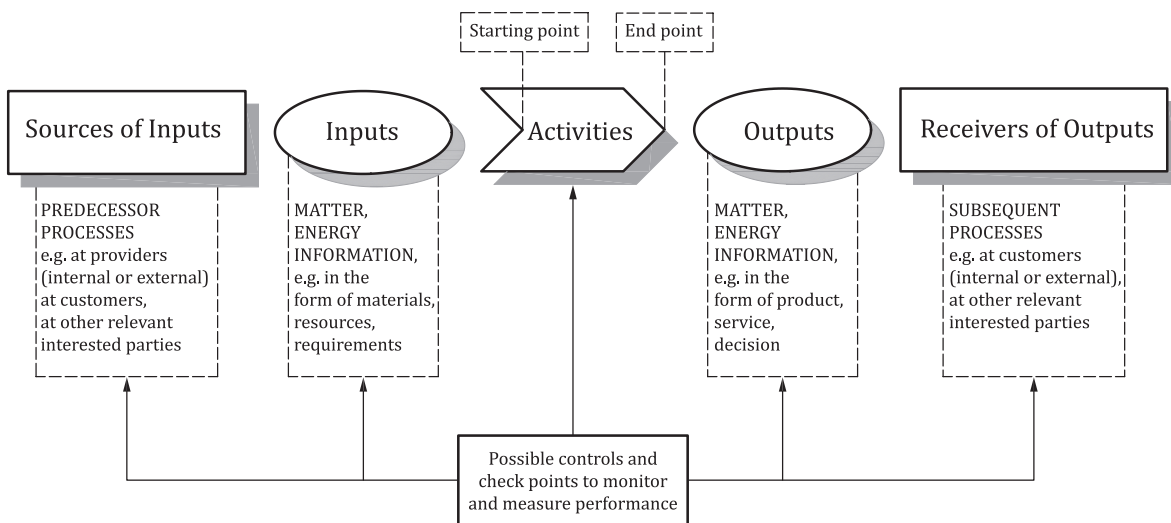 Starting point
End point
Sources of Inputs
Inputs
Activities
Outputs
Receivers of Outputs
PREDECESSOR
PROCESSES
e.g. at providers
(internal or external)
at customers,
at other relevant
interested parties
MATTER,
ENERGY
INFORMATION,
e.g. in the
form of materials,
resources,
requirements
MATTER,
ENERGY
INFORMATION,
e.g. in the
form of product,
service,
decision
SUBSEQUENT
PROCESSES
e.g. at customers
(internal or external),
at other relevant
interested parties
Possible controls and
check points to monitor
and measure performance